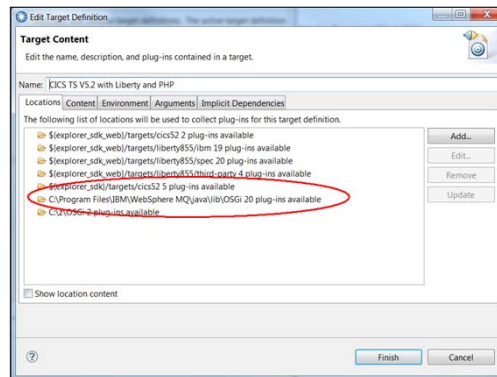 Edit Target Definition
Target Content
Edit the name, description, and plug-ins contained in a target.
Name: CICS TS V5.2 with Liberty and PHP
Locations Content Environment Arguments Implicit Dependencies
The following list of locations will be used to collect plug-ins for this target definition.
${explorer_sdk_web}/targets/cics52 2 plug-ins available
Add...
${explorer_sdk_web}/targets/liberty855/ibm 19 plug-ins available
Edit...
${explorer_sdk_web}/targets/liberty855/spec 20 plug-ins available
${explorer_sdk_web}/targets/liberty855/third-party 4 plug-ins available
Remove
${explorer_sdk}/targets/cics52 5 plug-ins available
Update
C:\Program Files\IBM\WebSphere MQ\java\lib\OSGi 20 plug-ins available
C:\z\OSGi 2 plug-ins available
Show location content
Finish
Cancel